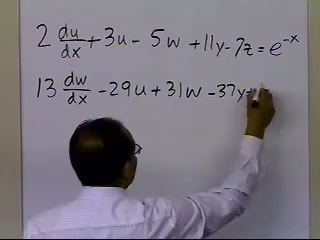 2 du/dx + 3u - 5w + 11y - 7z = e^-x
13 dw/dx - 29u + 31w - 37y